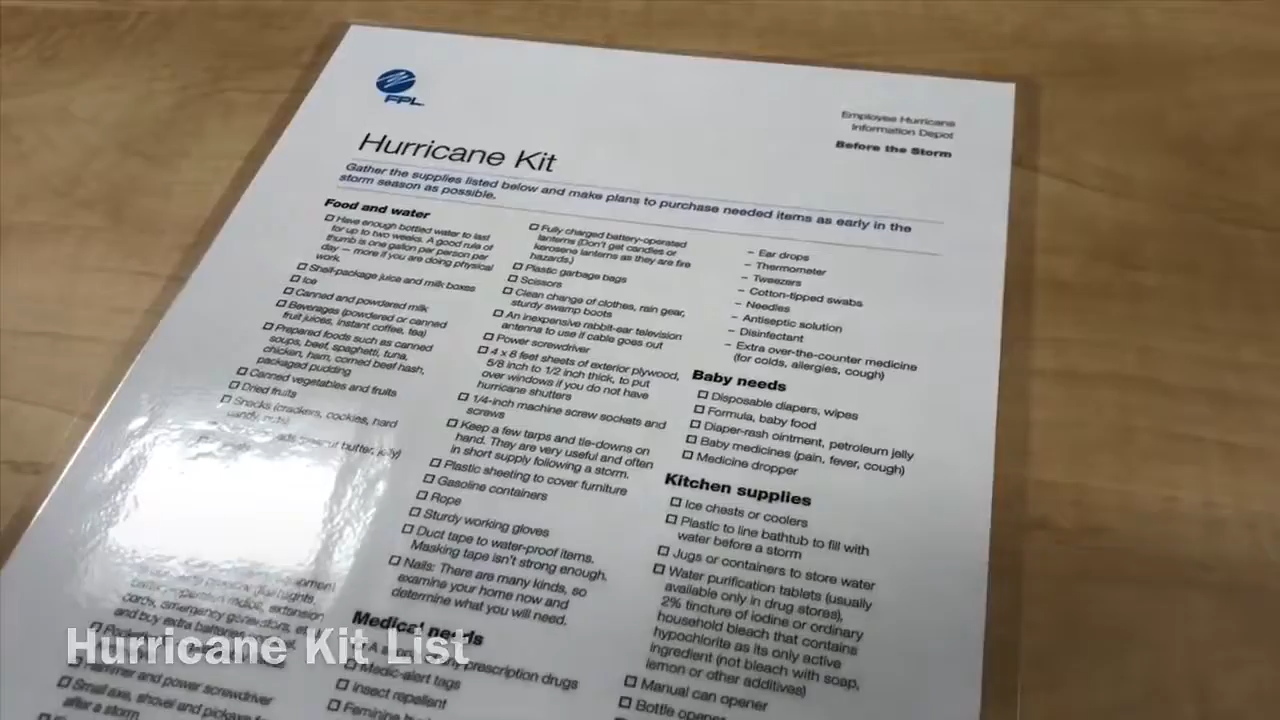 FPL
Employee Hurricane
Information Depot
Before the Storm
Hurricane Kit
Gather the supplies listed below and make plans to purchase needed items as early in the
storm season as possible.
Food and water
Have enough bottled water to last
for up to two weeks. A good rule of
thumb is one gallon per person per
day — more if you are doing physical
work.
Shelf-package juice and milk boxes
Ice
Canned and powdered milk
Beverages (powdered or canned
fruit juices, instant coffee, tea)
Prepared foods such as canned
soups, beef, spaghetti, tuna,
chicken, ham, corned beef hash,
packaged pudding
Canned vegetables and fruits
Dried fruits
Snacks (crackers, cookies, hard
candy, nuts)
butter, jelly)
cords, emergency generators,
and buy extra batteries
Hammer and power screwdriver
Small axe, shovel and pickaxe
after a storm
Fully charged battery-operated
lanterns (Don't get candles or
kerosene lanterns as they are fire
hazards.)
Plastic garbage bags
Scissors
Clean change of clothes, rain gear,
sturdy swamp boots
An inexpensive rabbit-ear television
antenna to use if cable goes out
Power screwdriver
4 x 8 feet sheets of exterior plywood,
5/8 inch to 1/2 inch thick, to put
over windows if you do not have
hurricane shutters
1/4-inch machine screw sockets and
screws
Keep a few tarps and tie-downs on
hand. They are very useful and often
in short supply following a storm.
Plastic sheeting to cover furniture
Gasoline containers
Rope
Sturdy working gloves
Duct tape to water-proof items.
Masking tape isn't strong enough.
Nails: There are many kinds, so
examine your home now and
determine what you will need.
Medical needs
prescription drugs
Medic-alert tags
Insect repellent
Feminine
– Ear drops
– Thermometer
– Tweezers
– Cotton-tipped swabs
– Needles
– Antiseptic solution
– Disinfectant
– Extra over-the-counter medicine
(for colds, allergies, cough)
Baby needs
Disposable diapers, wipes
Formula, baby food
Diaper-rash ointment, petroleum jelly
Baby medicines (pain, fever, cough)
Medicine dropper
Kitchen supplies
Ice chests or coolers
Plastic to line bathtub to fill with
water before a storm
Jugs or containers to store water
Water purification tablets (usually
available only in drug stores),
2% tincture of iodine or ordinary
household bleach that contains
hypochlorite as its only active
ingredient (not bleach with soap,
lemon or other additives)
Manual can opener
Bottle opener
Hurricane Kit List